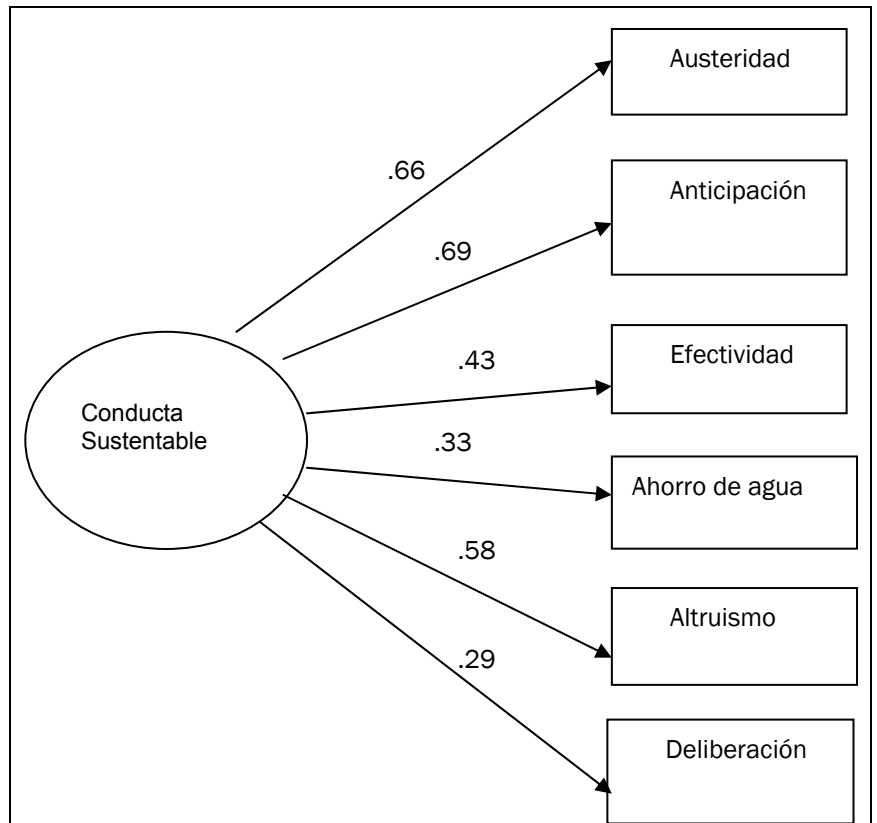 Austeridad
.66
Anticipación
.69
Efectividad
.43
Conducta
Sustentable
.33
Ahorro de agua
.58
Altruismo
.29
Deliberación